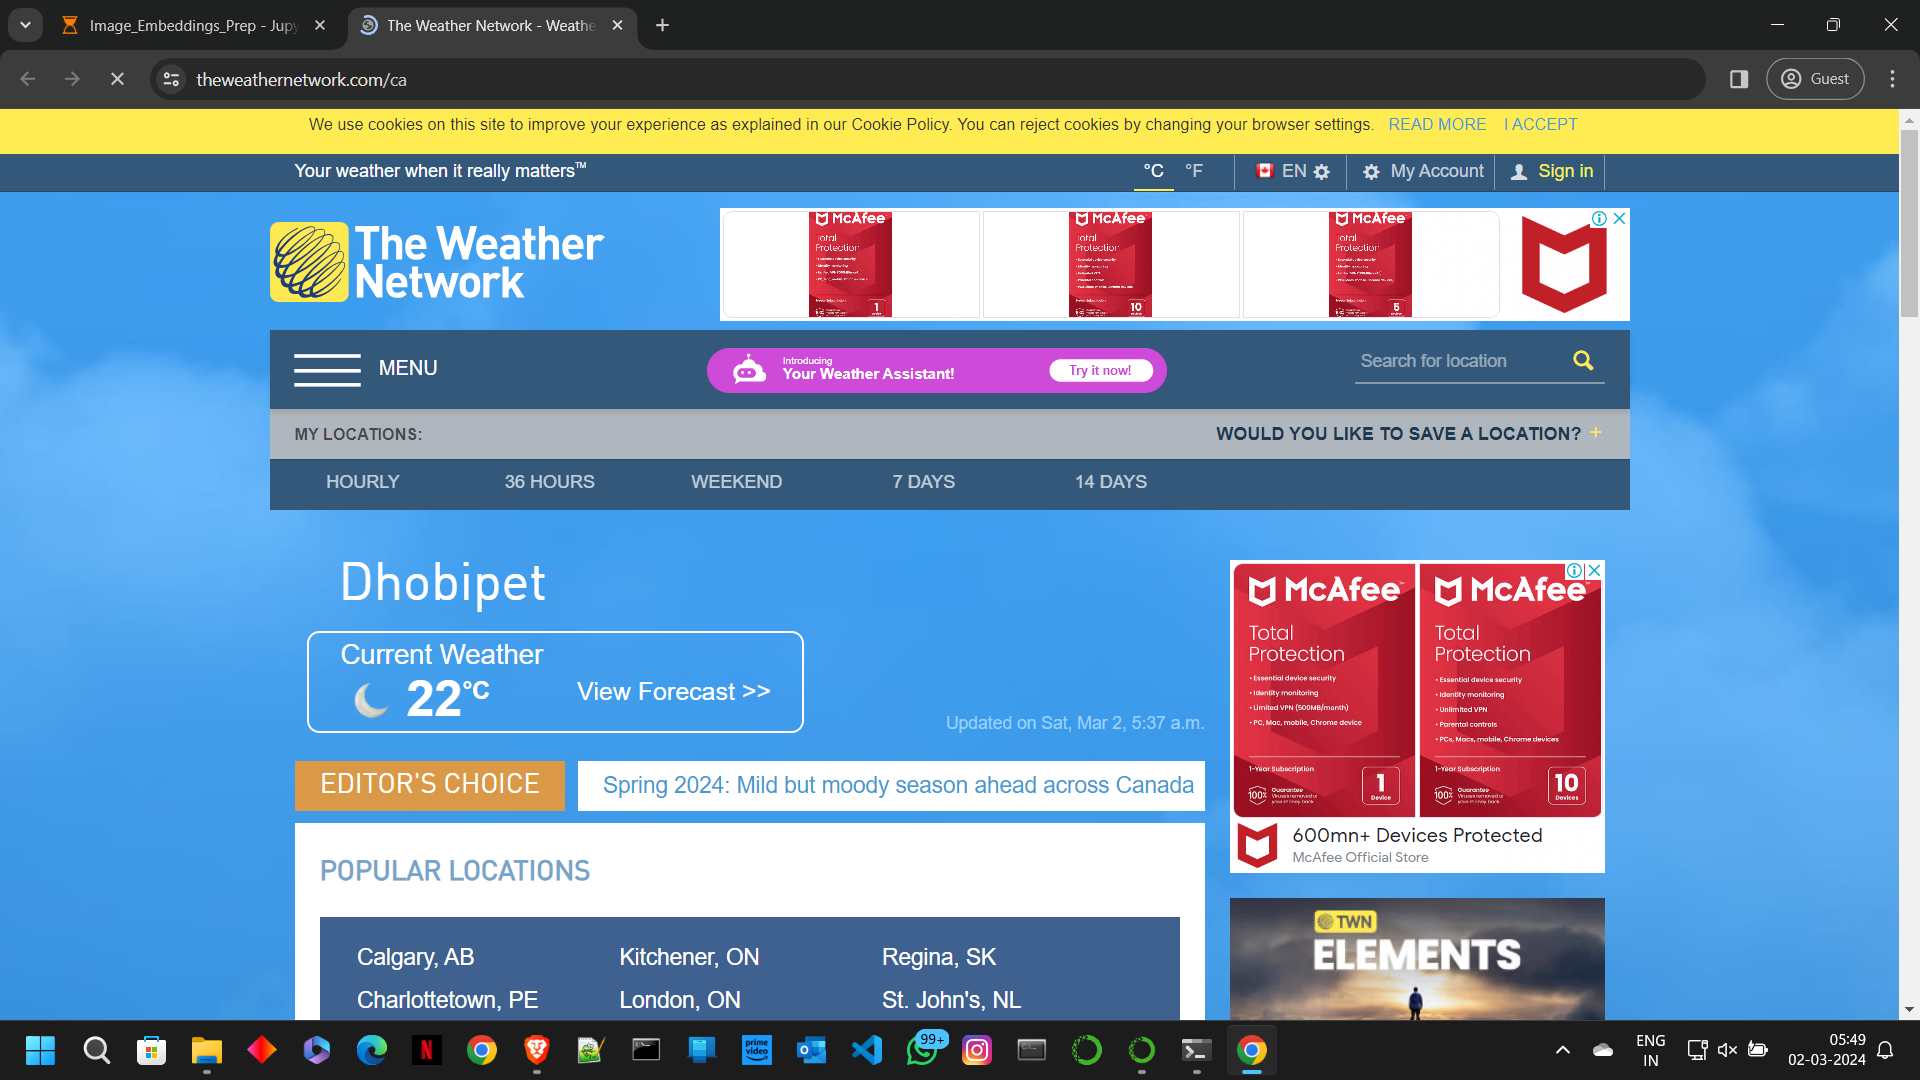 Image_Embeddings_Prep - Jupy
The Weather Network - Weathe
theweathernetwork.com/ca
Guest
We use cookies on this site to improve your experience as explained in our Cookie Policy. You can reject cookies by changing your browser settings. READ MORE I ACCEPT
Your weather when it really matters™
°C °F EN My Account Sign in
The Weather
Network
McAfee McAfee McAfee
Total Total Total
Protection Protection Protection
1 10 5
MENU
Introducing
Your Weather Assistant!
Try it now!
Search for location
MY LOCATIONS:
WOULD YOU LIKE TO SAVE A LOCATION? +
HOURLY 36 HOURS WEEKEND 7 DAYS 14 DAYS
Dhobipet
Current Weather
22°C
View Forecast >>
Updated on Sat, Mar 2, 5:37 a.m.
EDITOR'S CHOICE
Spring 2024: Mild but moody season ahead across Canada
POPULAR LOCATIONS
Calgary, AB Kitchener, ON Regina, SK
Charlottetown, PE London, ON St. John's, NL
McAfee™
Total
Protection
• Essential device security
• Identity monitoring
• Limited VPN (500MB/month)
• PC, Mac, mobile, Chrome device
1-Year Subscription
100% Guarantee
1
Device
McAfee™
Total
Protection
• Essential device security
• Identity monitoring
• Unlimited VPN
• Parental controls
• PCs, Macs, mobile, Chrome devices
1-Year Subscription
100% Guarantee
10
Devices
600mn+ Devices Protected
McAfee Official Store
TWN
ELEMENTS
N
prime
video
99+
ENG
IN
05:49
02-03-2024